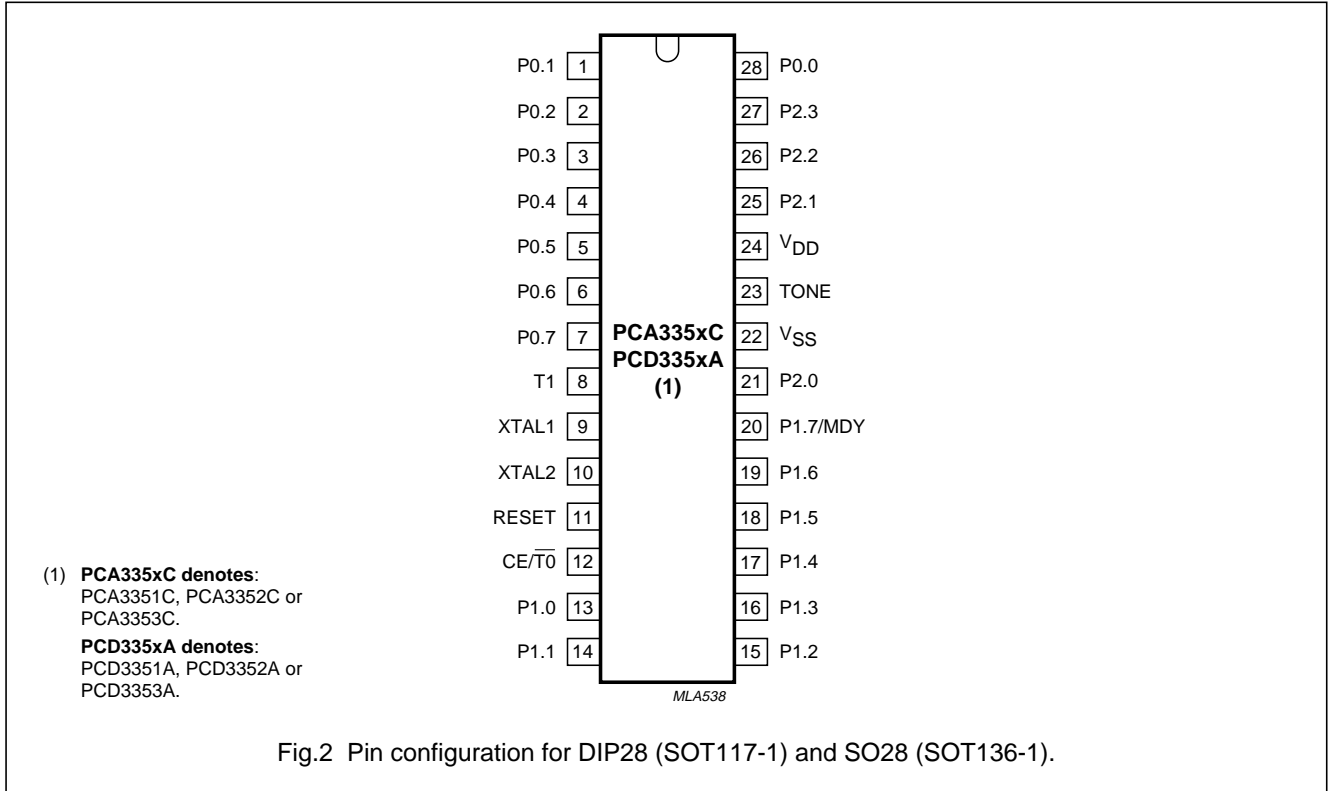 P0.1 1 28 P0.0
P0.2 2 27 P2.3
P0.3 3 26 P2.2
P0.4 4 25 P2.1
P0.5 5 24 VDD
P0.6 6 23 TONE
P0.7 7 PCA335xC 22 VSS
PCD335xA
T1 8 (1) 21 P2.0
XTAL1 9 20 P1.7/MDY
XTAL2 10 19 P1.6
RESET 11 18 P1.5
CE/T̅0̅ 12 17 P1.4
P1.0 13 16 P1.3
P1.1 14 15 P1.2
MLA538
(1) PCA335xC denotes:
PCA3351C, PCA3352C or
PCA3353C.
PCD335xA denotes:
PCD3351A, PCD3352A or
PCD3353A.
Fig.2 Pin configuration for DIP28 (SOT117-1) and SO28 (SOT136-1).